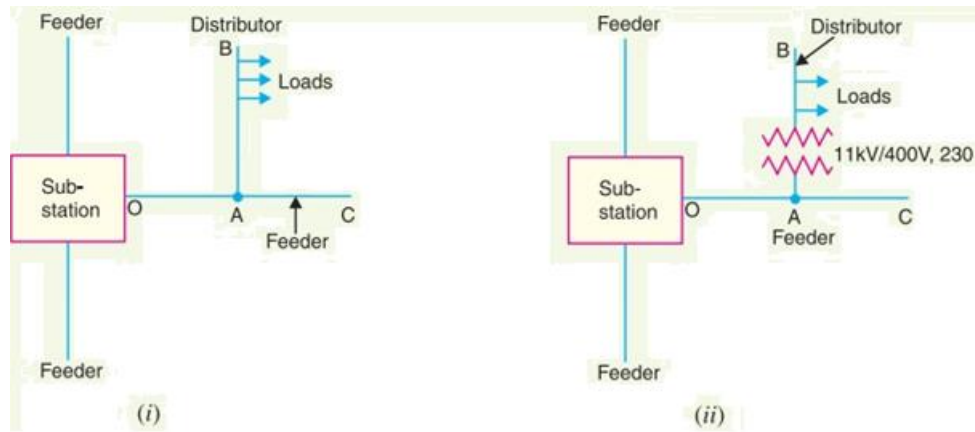 Feeder
Distributor
B
Loads
Sub-
station
O
A
C
Feeder
Feeder
(i)
Feeder
Distributor
B
Loads
11kV/400V, 230
Sub-
station
O
A
C
Feeder
Feeder
(ii)